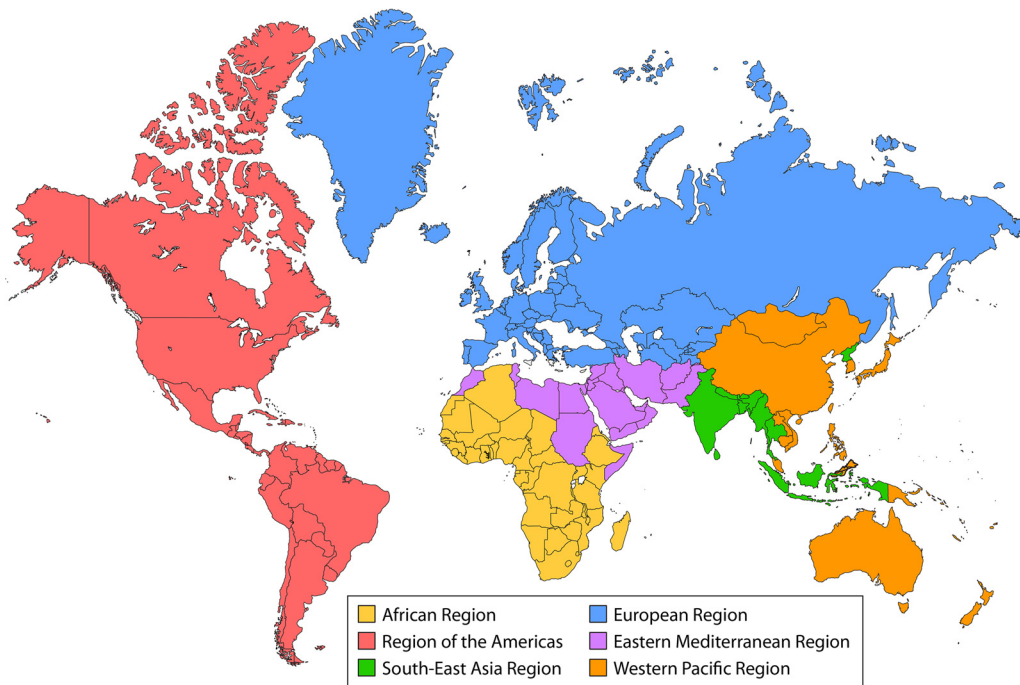 African Region
Region of the Americas
South-East Asia Region
European Region
Eastern Mediterranean Region
Western Pacific Region